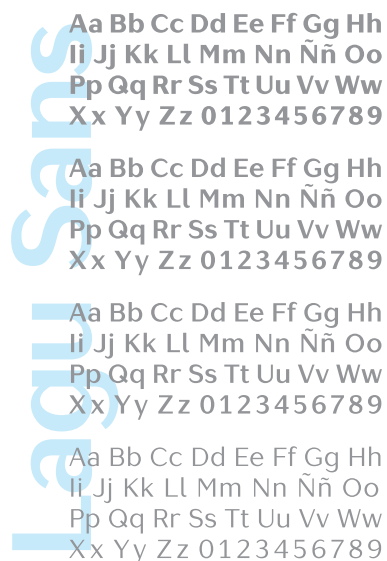 Lagu Sans
Aa Bb Cc Dd Ee Ff Gg Hh
Ii Jj Kk Ll Mm Nn Ññ Oo
Pp Qq Rr Ss Tt Uu Vv Ww
Xx Yy Zz 0123456789
Aa Bb Cc Dd Ee Ff Gg Hh
Ii Jj Kk Ll Mm Nn Ññ Oo
Pp Qq Rr Ss Tt Uu Vv Ww
Xx Yy Zz 0123456789
Aa Bb Cc Dd Ee Ff Gg Hh
Ii Jj Kk Ll Mm Nn Ññ Oo
Pp Qq Rr Ss Tt Uu Vv Ww
Xx Yy Zz 0123456789
Aa Bb Cc Dd Ee Ff Gg Hh
Ii Jj Kk Ll Mm Nn Ññ Oo
Pp Qq Rr Ss Tt Uu Vv Ww
Xx Yy Zz 0123456789